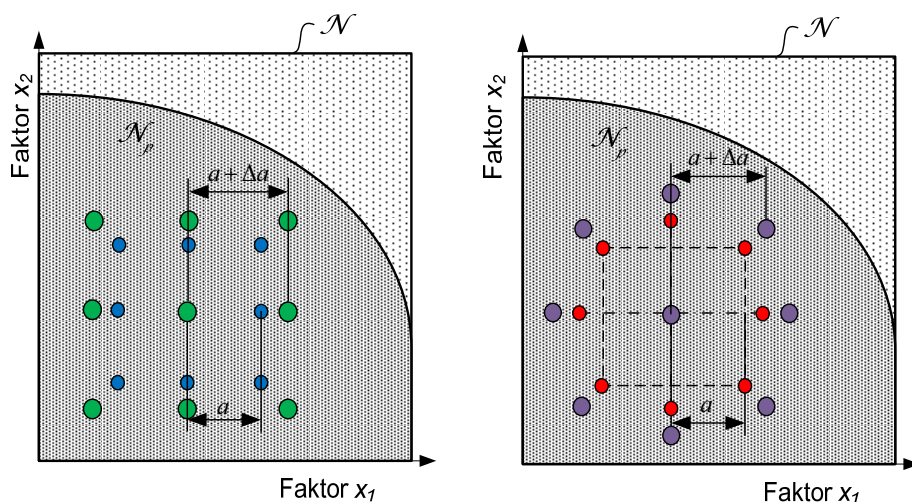 𝒩
Faktor x₂
𝒩ₚ
a + Δa
a
Faktor x₁
𝒩
Faktor x₂
𝒩ₚ
a + Δa
a
Faktor x₁